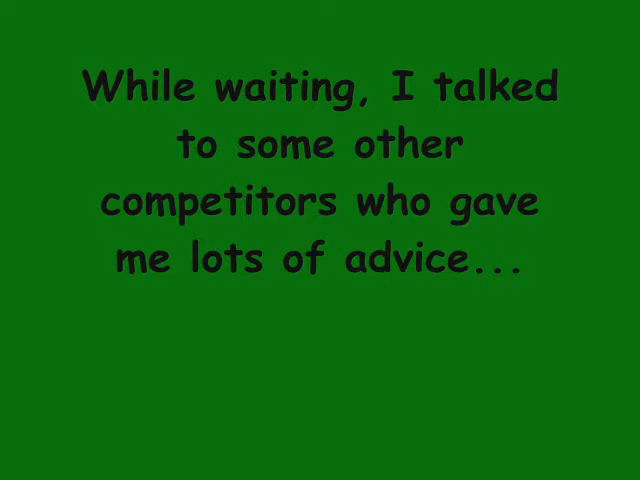 While waiting, I talked
to some other
competitors who gave
me lots of advice...